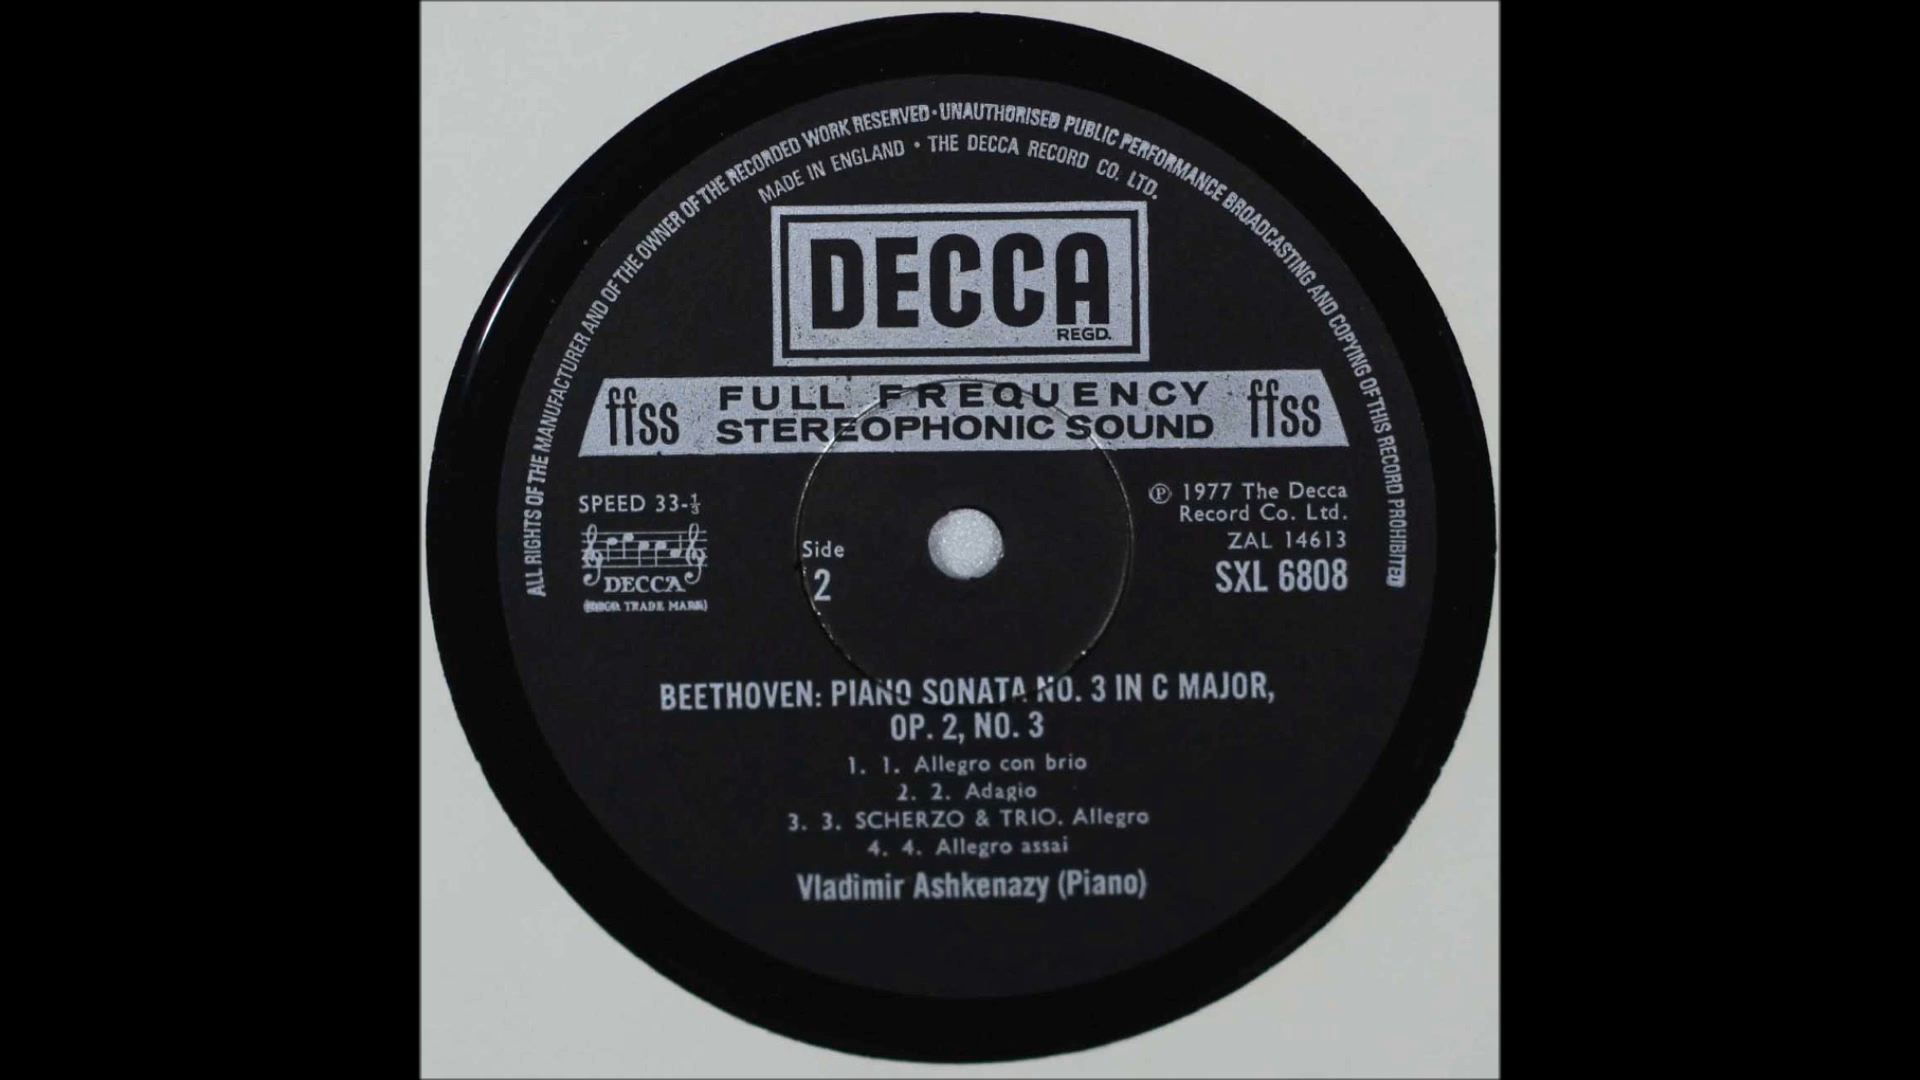 ALL RIGHTS OF THE MANUFACTURER AND OF THE OWNER OF THE RECORDED WORK RESERVED · UNAUTHORISED PUBLIC PERFORMANCE BROADCASTING AND COPYING OF THIS RECORD PROHIBITED
MADE IN ENGLAND • THE DECCA RECORD CO. LTD.
DECCA
REGD.
ffss FULL FREQUENCY ffss
STEREOPHONIC SOUND
SPEED 33-⅓
DECCA
(REGD. TRADE MARK)
Side
2
℗ 1977 The Decca
Record Co. Ltd.
ZAL 14613
SXL 6808
BEETHOVEN: PIANO SONATA NO. 3 IN C MAJOR,
OP. 2, NO. 3
1. 1. Allegro con brio
2. 2. Adagio
3. 3. SCHERZO & TRIO. Allegro
4. 4. Allegro assai
Vladimir Ashkenazy (Piano)